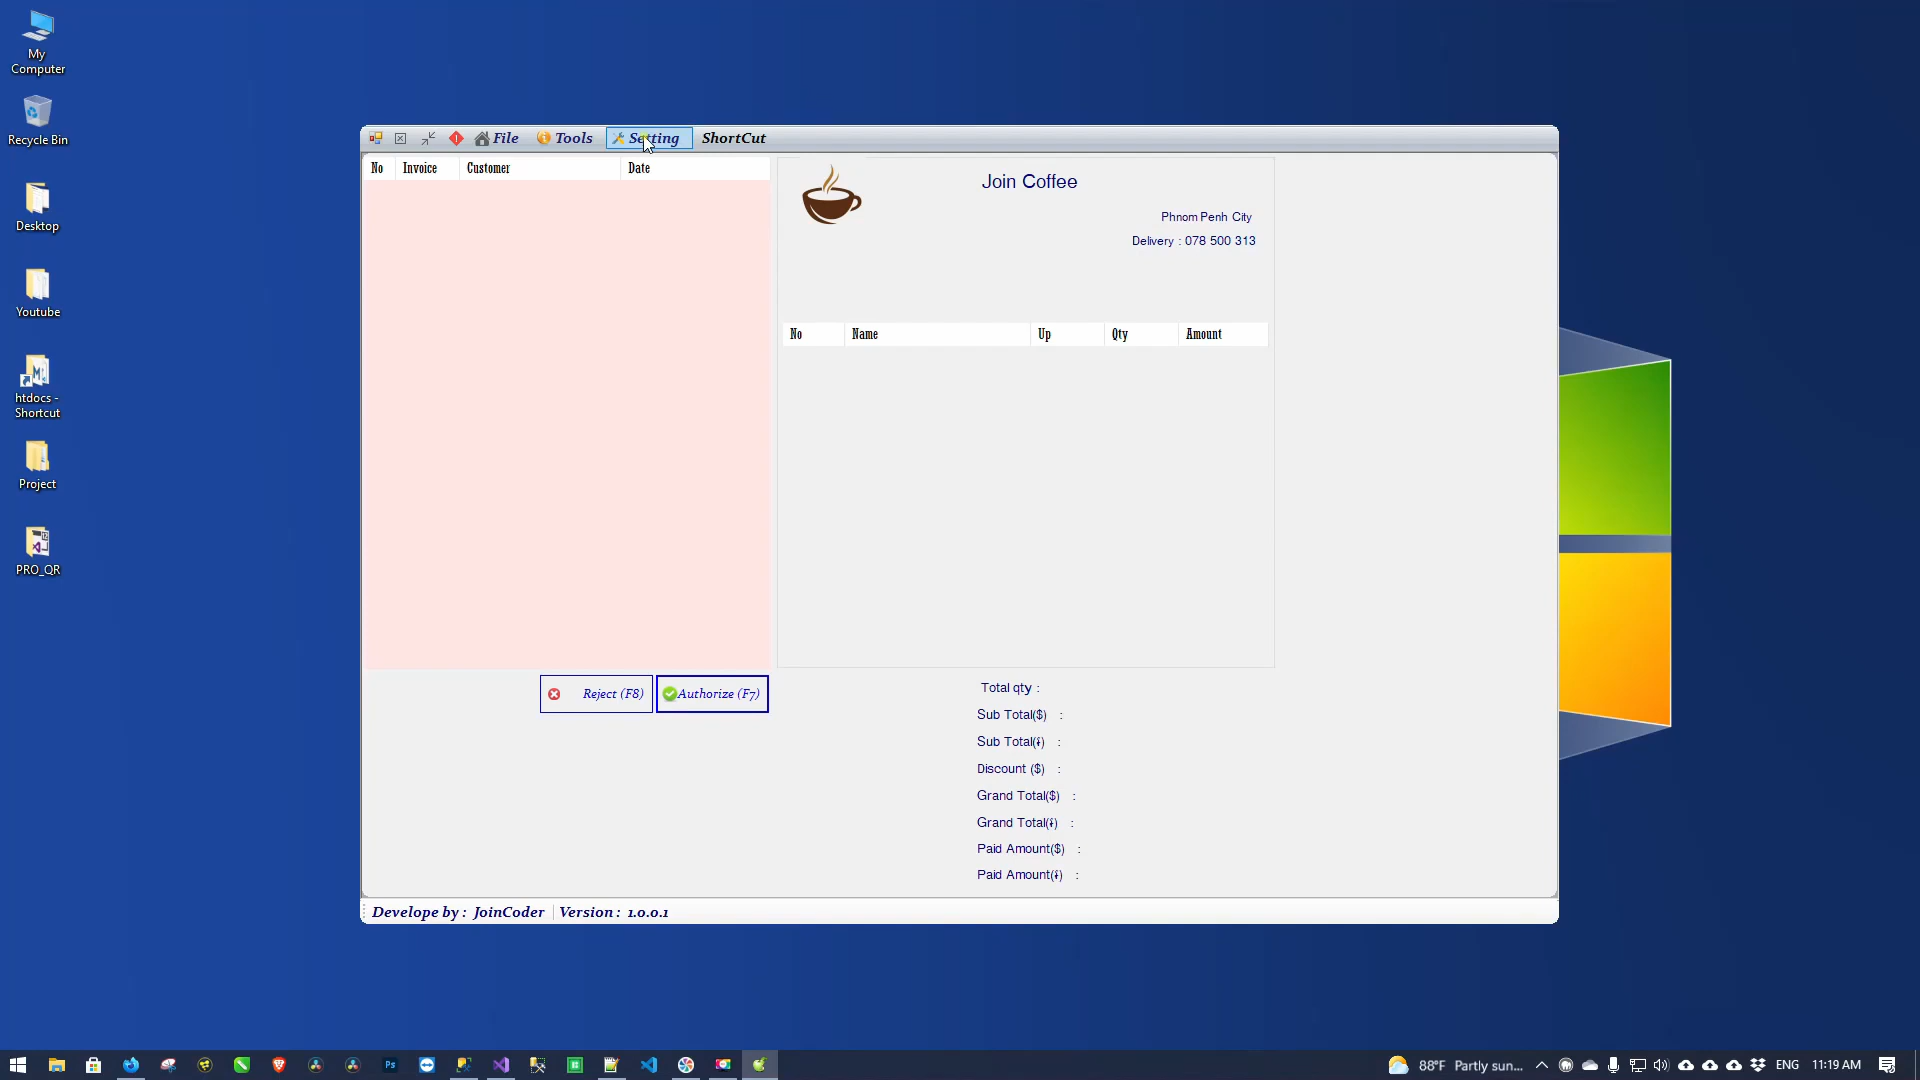 My
Computer
Recycle Bin
Desktop
Youtube
htdocs -
Shortcut
Project
PRO_QR
File Tools Setting ShortCut
No Invoice Customer Date
Join Coffee
Phnom Penh City
Delivery : 078 500 313
No Name Up Qty Amount
Reject (F8) Authorize (F7)
Total qty :
Sub Total($) :
Sub Total(៛) :
Discount ($) :
Grand Total($) :
Grand Total(៛) :
Paid Amount($) :
Paid Amount(៛) :
Develope by : JoinCoder Version : 1.0.0.1
Ps
88°F Partly sun... ENG 11:19 AM